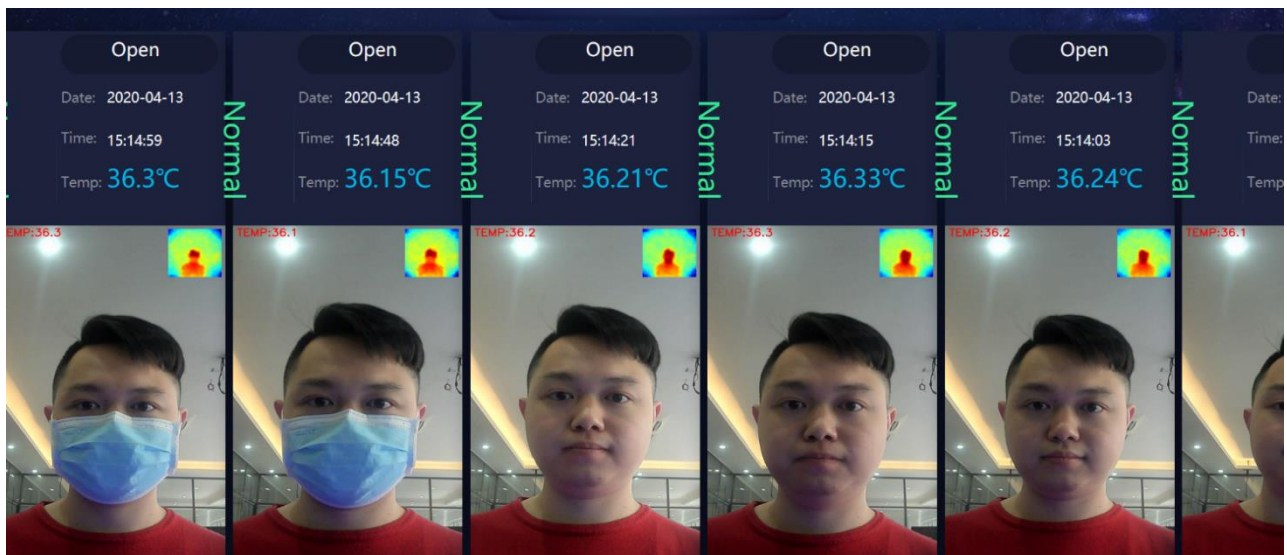 Open
Date: 2020-04-13
Time: 15:14:59
Temp: 36.3℃
Normal
TEMP:36.3
Open
Date: 2020-04-13
Time: 15:14:48
Temp: 36.15℃
Normal
TEMP:36.1
Open
Date: 2020-04-13
Time: 15:14:21
Temp: 36.21℃
Normal
TEMP:36.2
Open
Date: 2020-04-13
Time: 15:14:15
Temp: 36.33℃
Normal
TEMP:36.3
Open
Date: 2020-04-13
Time: 15:14:03
Temp: 36.24℃
Normal
TEMP:36.2
Date:
Time:
Temp
TEMP:36.1